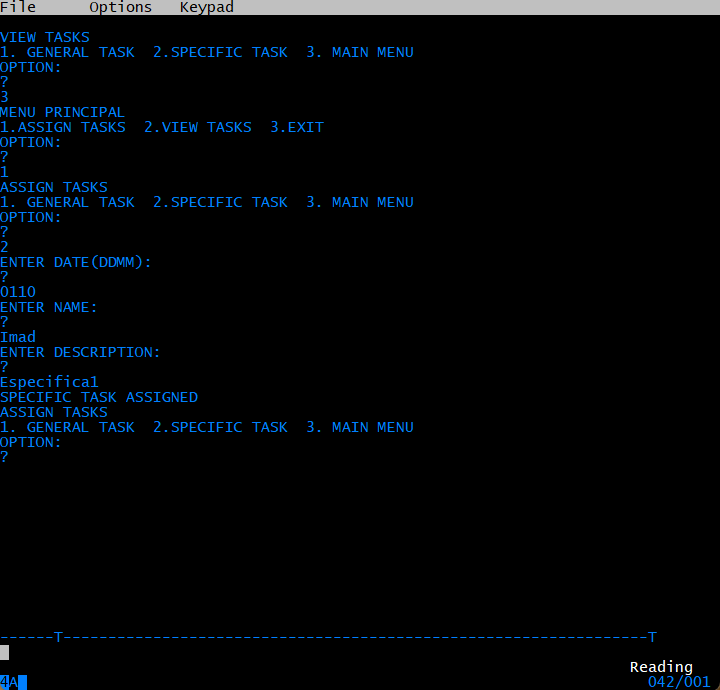 File      Options   Keypad
VIEW TASKS
1. GENERAL TASK  2.SPECIFIC TASK  3. MAIN MENU
OPTION:
?
3
MENU PRINCIPAL
1.ASSIGN TASKS  2.VIEW TASKS  3.EXIT
OPTION:
?
1
ASSIGN TASKS
1. GENERAL TASK  2.SPECIFIC TASK  3. MAIN MENU
OPTION:
?
2
ENTER DATE(DDMM):
?
0110
ENTER NAME:
?
Imad
ENTER DESCRIPTION:
?
Especifica1
SPECIFIC TASK ASSIGNED
ASSIGN TASKS
1. GENERAL TASK  2.SPECIFIC TASK  3. MAIN MENU
OPTION:
?
------T-----------------------------------------------------------------T
Reading
4A 042/001